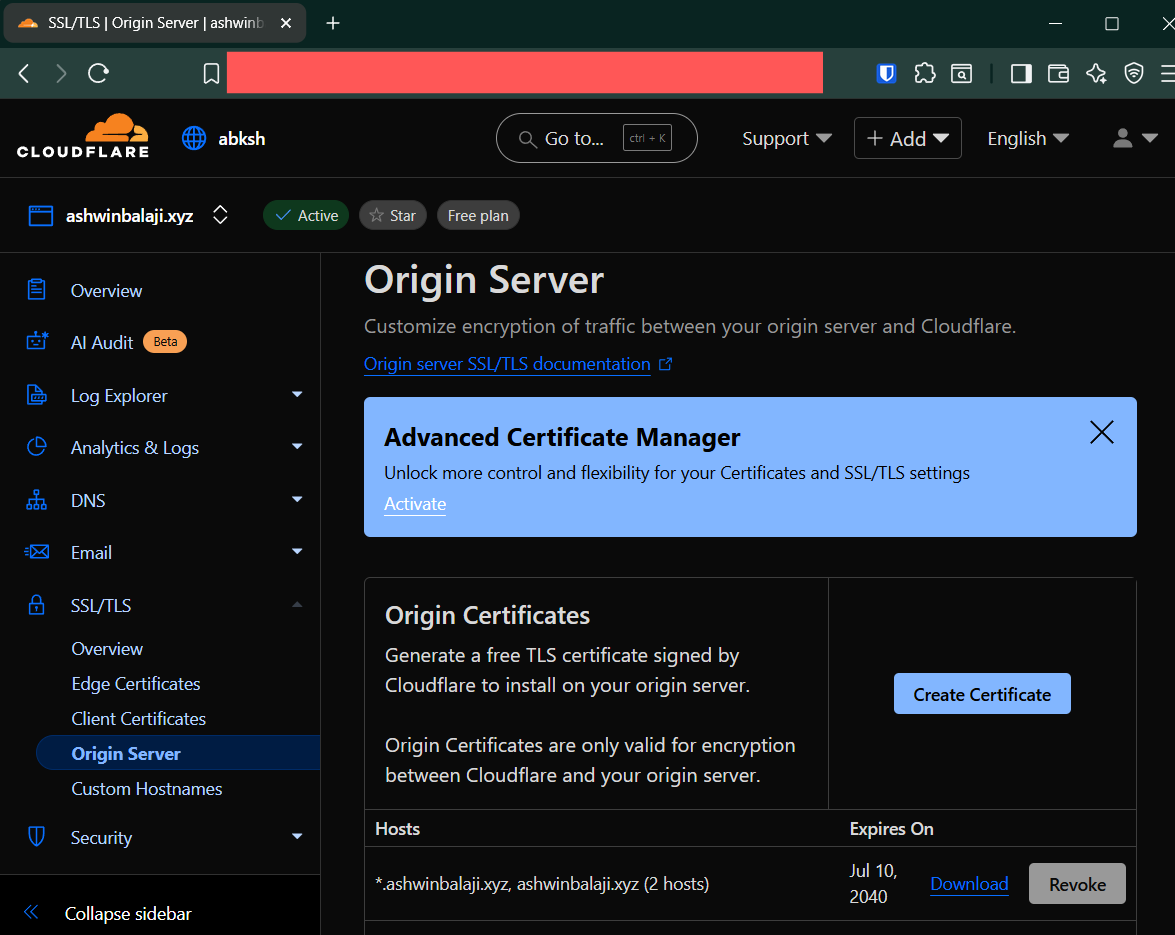 SSL/TLS | Origin Server | ashwinb
CLOUDFLARE
abksh
Go to... ctrl + K
Support
+ Add
English
ashwinbalaji.xyz
Active
Star
Free plan
Overview
AI Audit Beta
Log Explorer
Analytics & Logs
DNS
Email
SSL/TLS
Overview
Edge Certificates
Client Certificates
Origin Server
Custom Hostnames
Security
Collapse sidebar
Origin Server
Customize encryption of traffic between your origin server and Cloudflare.
Origin server SSL/TLS documentation
Advanced Certificate Manager
Unlock more control and flexibility for your Certificates and SSL/TLS settings
Activate
Origin Certificates
Generate a free TLS certificate signed by
Cloudflare to install on your origin server.
Origin Certificates are only valid for encryption
between Cloudflare and your origin server.
Create Certificate
Hosts Expires On
*.ashwinbalaji.xyz, ashwinbalaji.xyz (2 hosts)
Jul 10,
2040
Download
Revoke